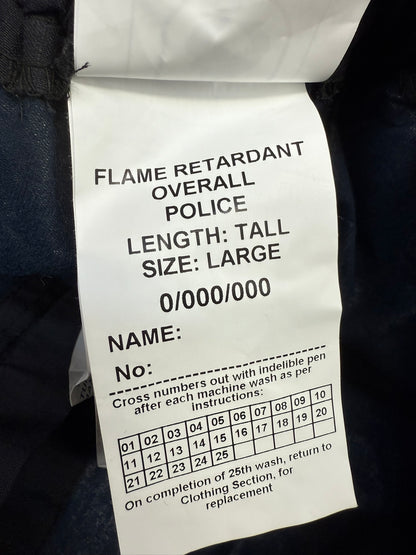 FLAME RETARDANT
OVERALL
POLICE
LENGTH: TALL
SIZE: LARGE
0/000/000
NAME:
No:
Cross numbers out with indelible pen
after each machine wash as per
instructions:
01 02 03 04 05 06 07 08 09 10
11 12 13 14 15 16 17 18 19 20
21 22 23 24 25
On completion of 25th wash, return to
Clothing Section, for
replacement